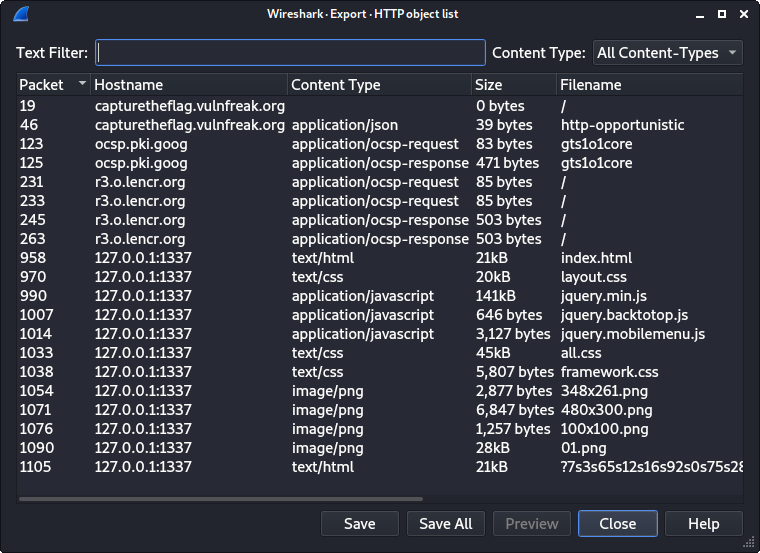 Wireshark · Export · HTTP object list
Text Filter: Content Type: All Content-Types
Packet Hostname Content Type Size Filename
19 capturetheflag.vulnfreak.org 0 bytes /
46 capturetheflag.vulnfreak.org application/json 39 bytes http-opportunistic
123 ocsp.pki.goog application/ocsp-request 83 bytes gts1o1core
125 ocsp.pki.goog application/ocsp-response 471 bytes gts1o1core
231 r3.o.lencr.org application/ocsp-request 85 bytes /
233 r3.o.lencr.org application/ocsp-request 85 bytes /
245 r3.o.lencr.org application/ocsp-response 503 bytes /
263 r3.o.lencr.org application/ocsp-response 503 bytes /
958 127.0.0.1:1337 text/html 21kB index.html
970 127.0.0.1:1337 text/css 20kB layout.css
990 127.0.0.1:1337 application/javascript 141kB jquery.min.js
1007 127.0.0.1:1337 application/javascript 646 bytes jquery.backtotop.js
1014 127.0.0.1:1337 application/javascript 3,127 bytes jquery.mobilemenu.js
1033 127.0.0.1:1337 text/css 45kB all.css
1038 127.0.0.1:1337 text/css 5,807 bytes framework.css
1054 127.0.0.1:1337 image/png 2,877 bytes 348x261.png
1071 127.0.0.1:1337 image/png 6,847 bytes 480x300.png
1076 127.0.0.1:1337 image/png 1,257 bytes 100x100.png
1090 127.0.0.1:1337 image/png 28kB 01.png
1105 127.0.0.1:1337 text/html 21kB ?7s3s65s12s16s92s0s75s28
Save Save All Preview Close Help